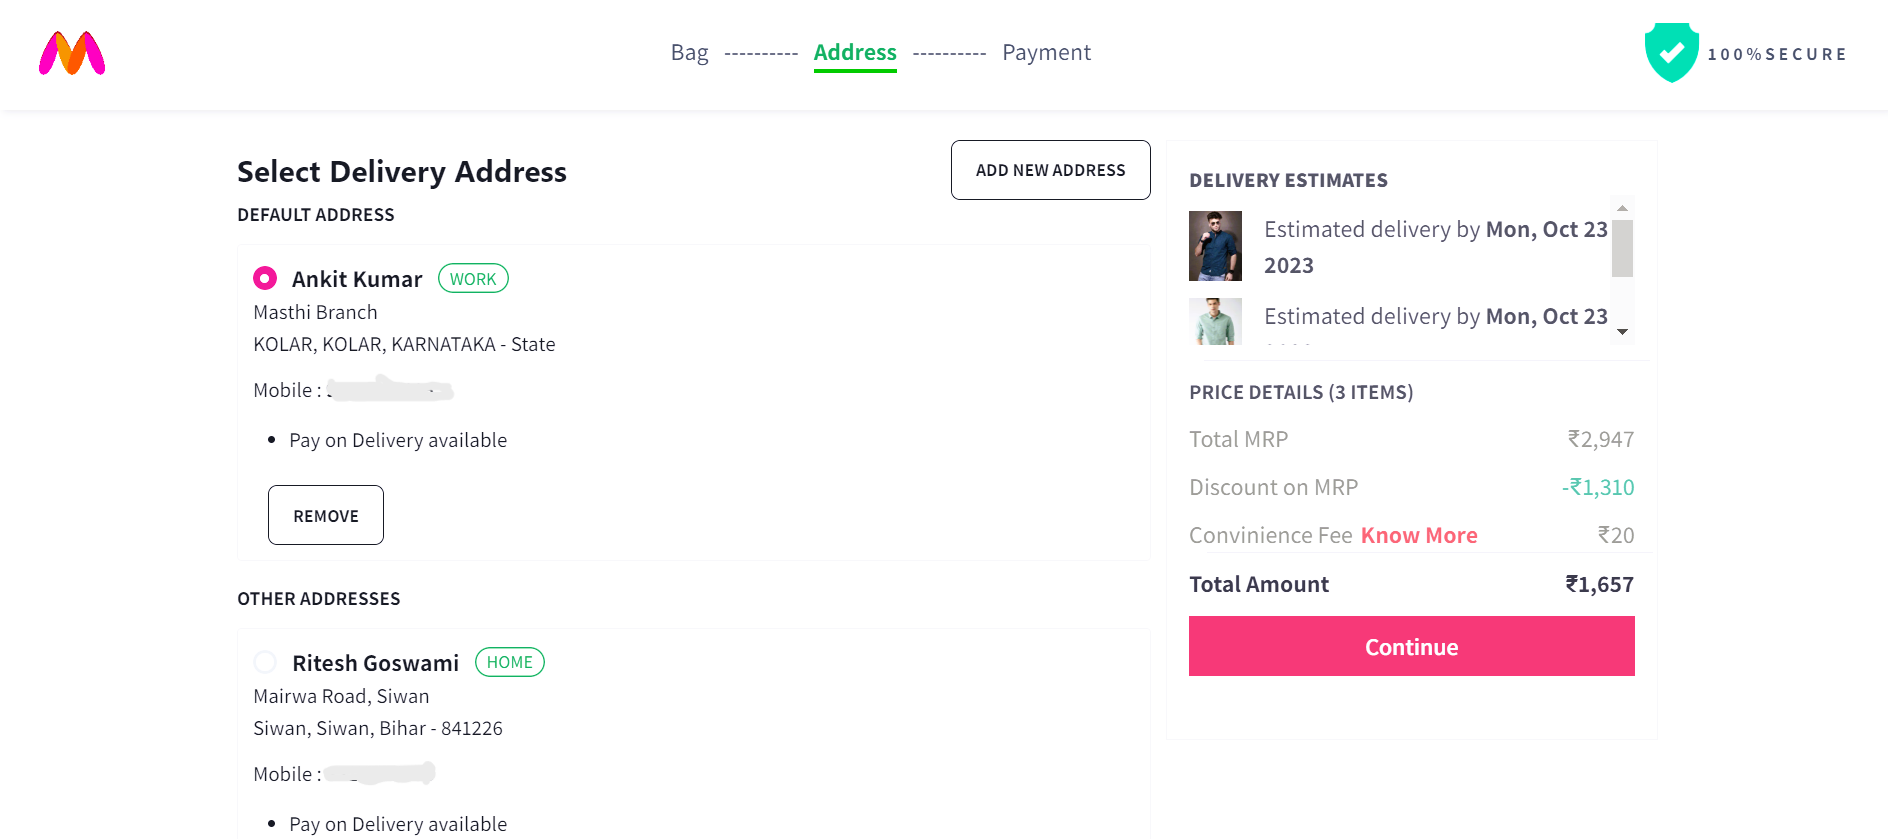 Bag ---------- Address ---------- Payment
100%SECURE
Select Delivery Address
ADD NEW ADDRESS
DEFAULT ADDRESS
Ankit Kumar WORK
Masthi Branch
KOLAR, KOLAR, KARNATAKA - State
Mobile :
• Pay on Delivery available
REMOVE
OTHER ADDRESSES
Ritesh Goswami HOME
Mairwa Road, Siwan
Siwan, Siwan, Bihar - 841226
Mobile :
• Pay on Delivery available
DELIVERY ESTIMATES
Estimated delivery by Mon, Oct 23
2023
Estimated delivery by Mon, Oct 23
PRICE DETAILS (3 ITEMS)
Total MRP ₹2,947
Discount on MRP -₹1,310
Convinience Fee Know More ₹20
Total Amount ₹1,657
Continue